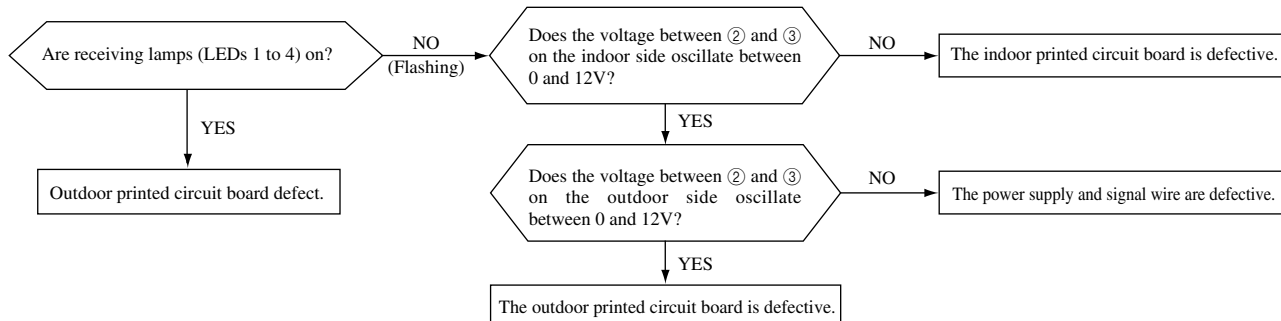 Are receiving lamps (LEDs 1 to 4) on?
NO
(Flashing)
Does the voltage between ② and ③
on the indoor side oscillate between
0 and 12V?
NO
The indoor printed circuit board is defective.
YES
YES
Outdoor printed circuit board defect.
Does the voltage between ② and ③
on the outdoor side oscillate
between 0 and 12V?
NO
The power supply and signal wire are defective.
YES
The outdoor printed circuit board is defective.